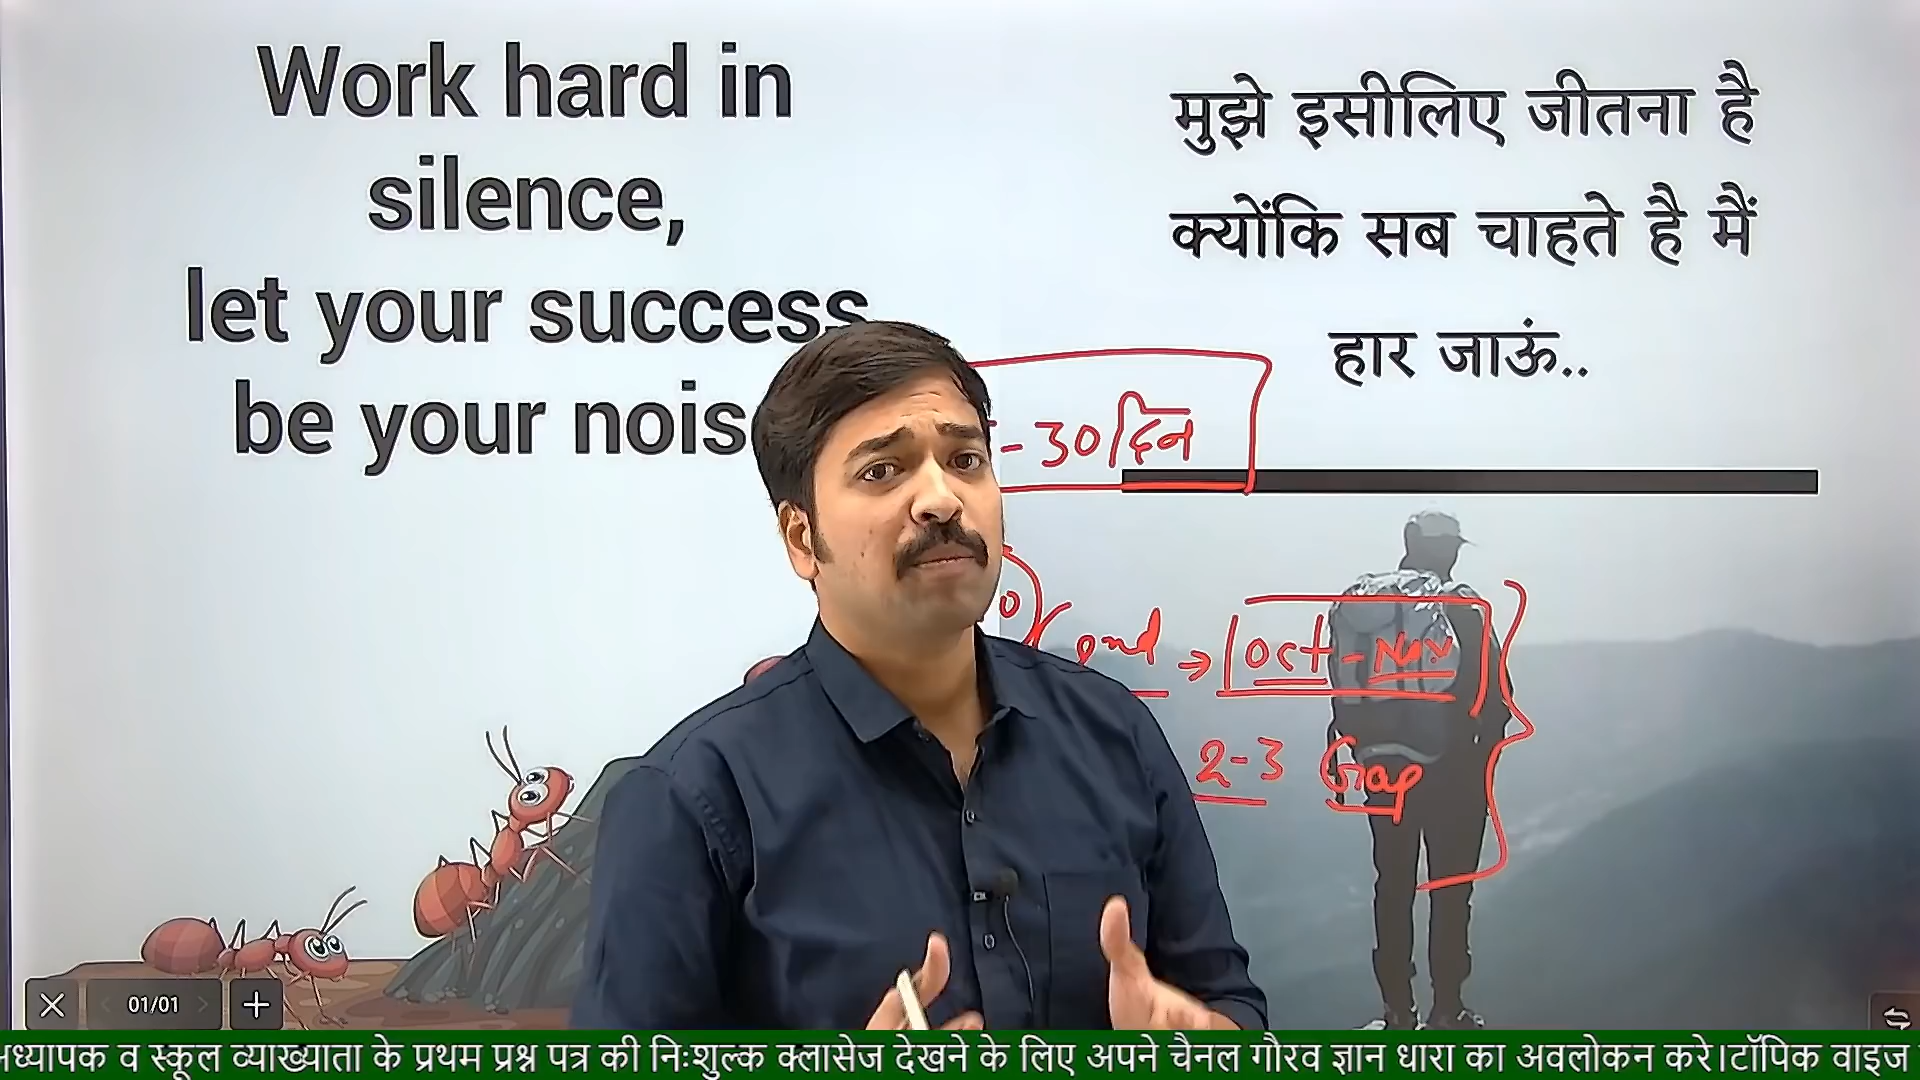 Work hard in
silence,
let your success
be your nois
मुझे इसीलिए जीतना है
क्योंकि सब चाहते है मैं
हार जाऊं..
- 30 दिन
2nd → Oct - Nov
2-3 Gap
01/01
ध्यापक व स्कूल व्याख्याता के प्रथम प्रश्न पत्र की निःशुल्क क्लासेज देखने के लिए अपने चैनल गौरव ज्ञान धारा का अवलोकन करे।टॉपिक वाइज